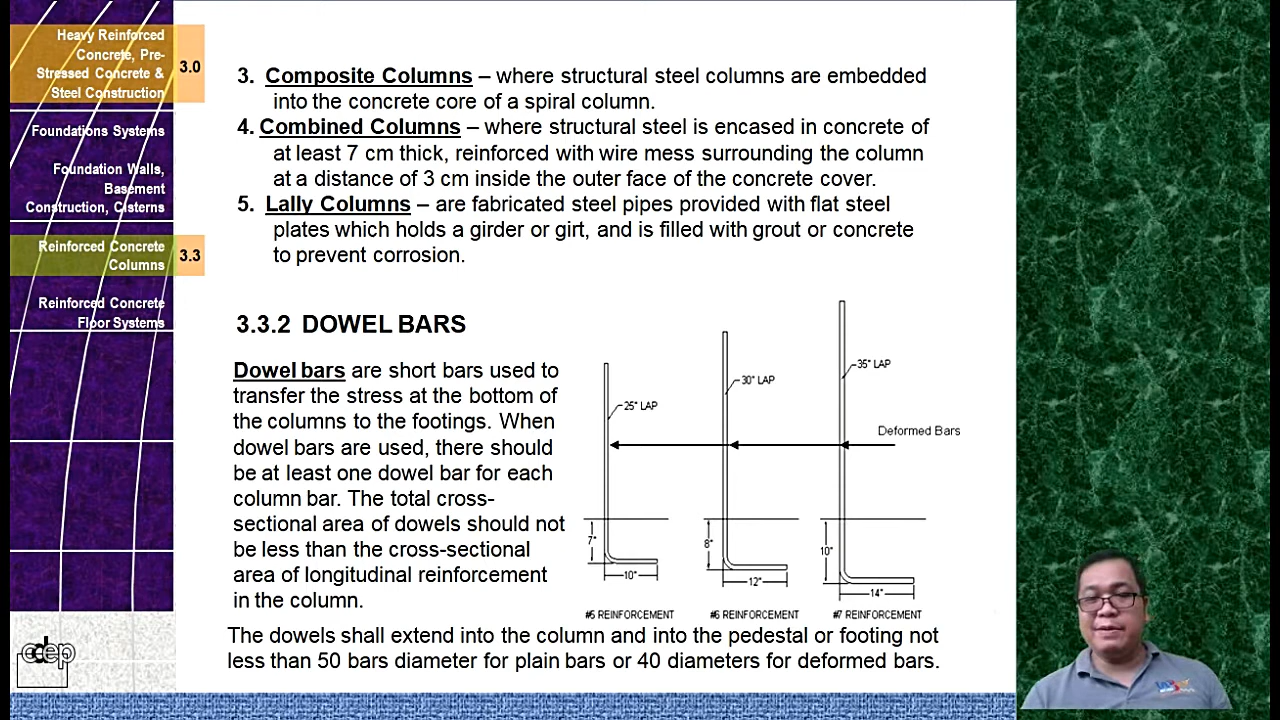 Heavy Reinforced
Concrete, Pre-
Stressed Concrete &
Steel Construction
3.0
Foundations Systems
Foundation Walls,
Basement
Construction, Cisterns
Reinforced Concrete
Columns
3.3
Reinforced Concrete
Floor Systems
3. Composite Columns – where structural steel columns are embedded
into the concrete core of a spiral column.
4. Combined Columns – where structural steel is encased in concrete of
at least 7 cm thick, reinforced with wire mess surrounding the column
at a distance of 3 cm inside the outer face of the concrete cover.
5. Lally Columns – are fabricated steel pipes provided with flat steel
plates which holds a girder or girt, and is filled with grout or concrete
to prevent corrosion.
3.3.2 DOWEL BARS
Dowel bars are short bars used to
transfer the stress at the bottom of
the columns to the footings. When
dowel bars are used, there should
be at least one dowel bar for each
column bar. The total cross-
sectional area of dowels should not
be less than the cross-sectional
area of longitudinal reinforcement
in the column.
25" LAP
30" LAP
35" LAP
Deformed Bars
7"
8"
10"
10"
12"
14"
#5 REINFORCEMENT
#6 REINFORCEMENT
#7 REINFORCEMENT
The dowels shall extend into the column and into the pedestal or footing not
less than 50 bars diameter for plain bars or 40 diameters for deformed bars.